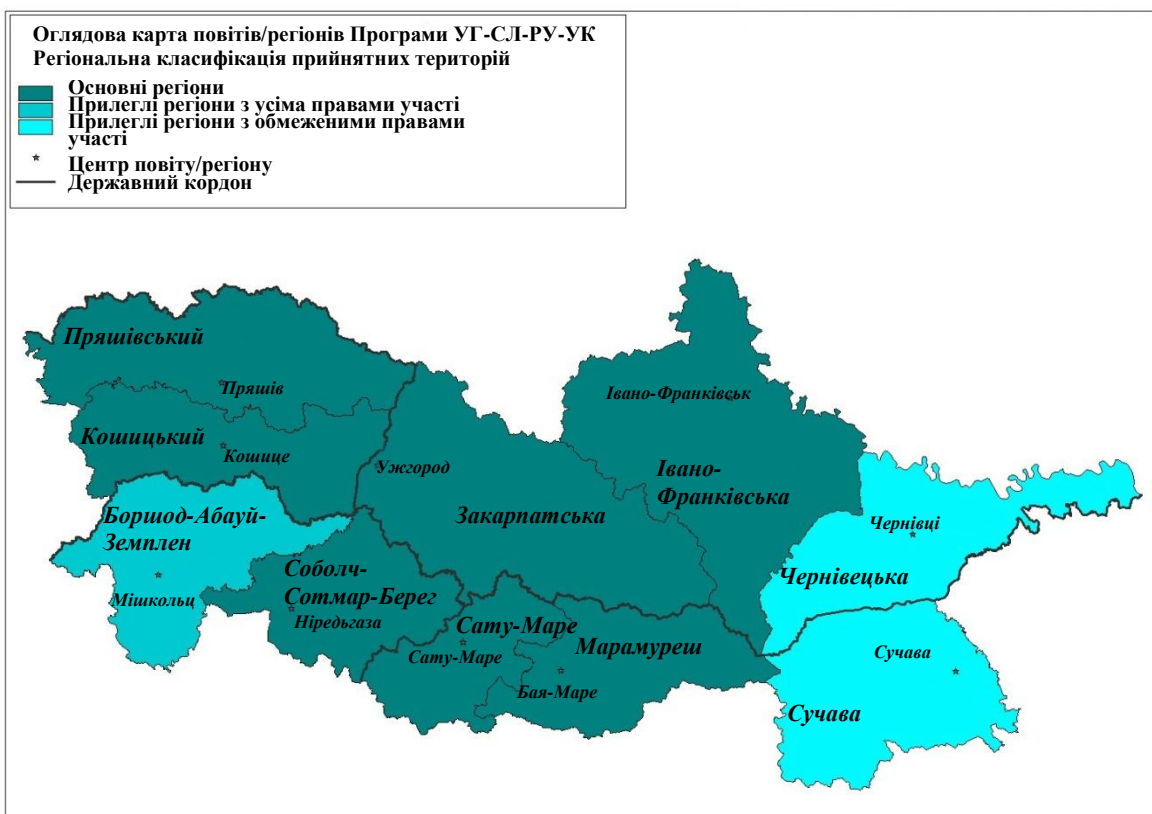 Оглядова карта повітів/регіонів Програми УГ-СЛ-РУ-УК
Регіональна класифікація прийнятних територій
Основні регіони
Прилеглі регіони з усіма правами участі
Прилеглі регіони з обмеженими правами
участі
Центр повіту/регіону
Державний кордон
Пряшівський
Пряшів
Івано-Франківськ
Кошицький
Кошице
Ужгород
Івано-
Франківська
Боршод-Абауй-
Земплен
Закарпатська
Чернівці
Соболч-
Сотмар-Берег
Чернівецька
Мішкольц
Ніредьгаза
Сату-Маре
Марамуреш
Сату-Маре
Сучава
Бая-Маре
Сучава